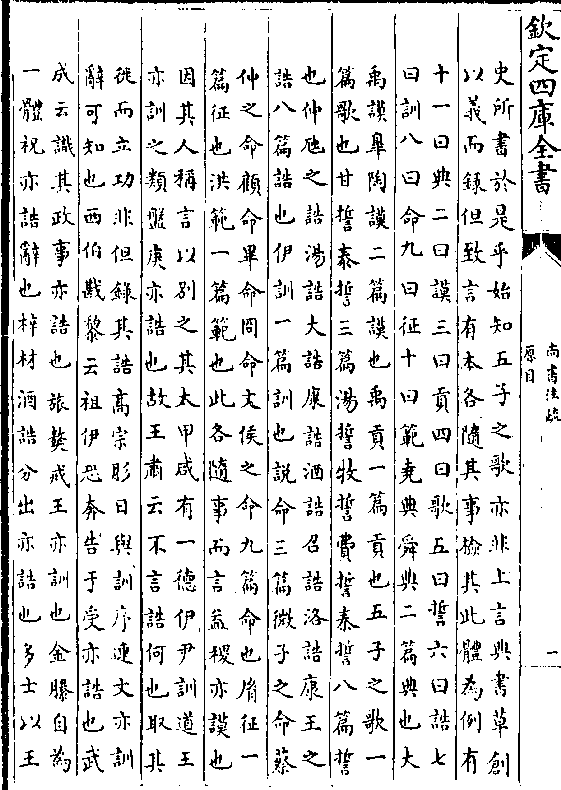 欽定四庫全書
尚書注疏
原目
一
史所書於是乎始知五子之歌亦非上言典書草創
以義而録但致言有本各隨其事檢其此體為例有
十一曰典二曰謨三曰貢四曰歌五曰誓六曰誥七
曰訓八曰命九曰征十曰範堯典舜典二篇典也大
禹謨臯陶謨二篇謨也禹貢一篇貢也五子之歌一
篇歌也甘誓泰誓三篇湯誓牧誓費誓秦誓八篇誓
也仲虺之誥湯誥大誥康誥酒誥召誥洛誥康王之
誥八篇誥也伊訓一篇訓也説命三篇微子之命蔡
仲之命顧命畢命冏命文侯之命九篇命也𦙍征一
篇征也洪範一篇範也此各隨事而言益稷亦謨也
因其人稱言以别之其太甲咸有一德伊尹訓道王
亦訓之類盤庚亦誥也故王肅云不言誥何也取其
徙而立功非但録其誥高宗肜日與訓序連文亦訓
辭可知也西伯戡黎云祖伊恐奔告于受亦誥也武
成云識其政事亦誥也旅獒戒王亦訓也金縢自為
一體祝亦誥辭也梓材酒誥分出亦誥也多士以王